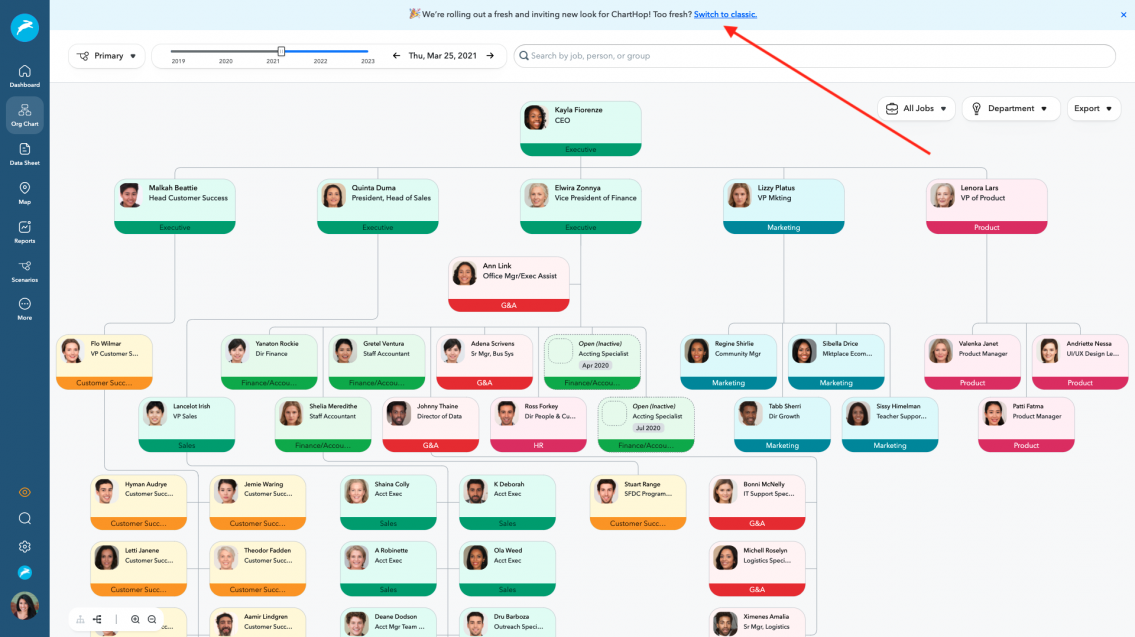 We're rolling out a fresh and inviting new look for ChartHop! Too fresh? Switch to classic.
Primary
2019 2020 2021 2022 2023
Thu, Mar 25, 2021
Search by job, person, or group
Dashboard
Org Chart
Data Sheet
Map
Reports
Scenarios
More
All Jobs
Department
Export
Kayla Fiorenze
CEO
Executive
Malkah Beattie
Head Customer Success
Executive
Quinta Duma
President, Head of Sales
Executive
Elwira Zonnya
Vice President of Finance
Executive
Lizzy Platus
VP Mkting
Marketing
Lenora Lars
VP of Product
Product
Ann Link
Office Mgr/Exec Assist
G&A
Flo Wilmar
VP Customer S...
Customer Succ...
Yanaton Rockie
Dir Finance
Finance/Accou...
Gretel Ventura
Staff Accountant
Finance/Accou...
Adena Scrivens
Sr Mgr, Bus Sys
G&A
Open (Inactive)
Accting Specialist
Apr 2020
Finance/Accou...
Regine Shirlie
Community Mgr
Marketing
Sibella Drice
Mktplace Ecom...
Marketing
Valenka Janet
Product Manager
Product
Andriette Nessa
UI/UX Design Le...
Product
Lancelot Irish
VP Sales
Sales
Shelia Meredithe
Staff Accountant
Finance/Accou...
Johnny Thaine
Director of Data
G&A
Ross Forkey
Dir People & Cu...
HR
Open (Inactive)
Accting Specialist
Jul 2020
Finance/Accou...
Tabb Sherri
Dir Growth
Marketing
Sissy Himelman
Teacher Suppor...
Marketing
Patti Fatma
Product Manager
Product
Hyman Audrye
Customer Succ...
Customer Succ...
Jemie Waring
Customer Succ...
Customer Succ...
Shaina Colly
Acct Exec
Sales
K Deborah
Acct Exec
Sales
Stuart Range
SFDC Program...
Customer Succ...
Bonni McNelly
IT Support Spec...
G&A
Letti Janene
Customer Succ...
Customer Succ...
Theodor Fadden
Customer Succ...
Customer Succ...
A Robinette
Acct Exec
Sales
Ola Weed
Acct Exec
Sales
Michell Roselyn
Logistics Speci...
G&A
Succ...
Aamir Lindgren
Customer Succ...
Deane Dodson
Acct Mgr Team ...
Dru Barboza
Outreach Speci...
Ximenes Amalia
Sr Mgr, Logistics